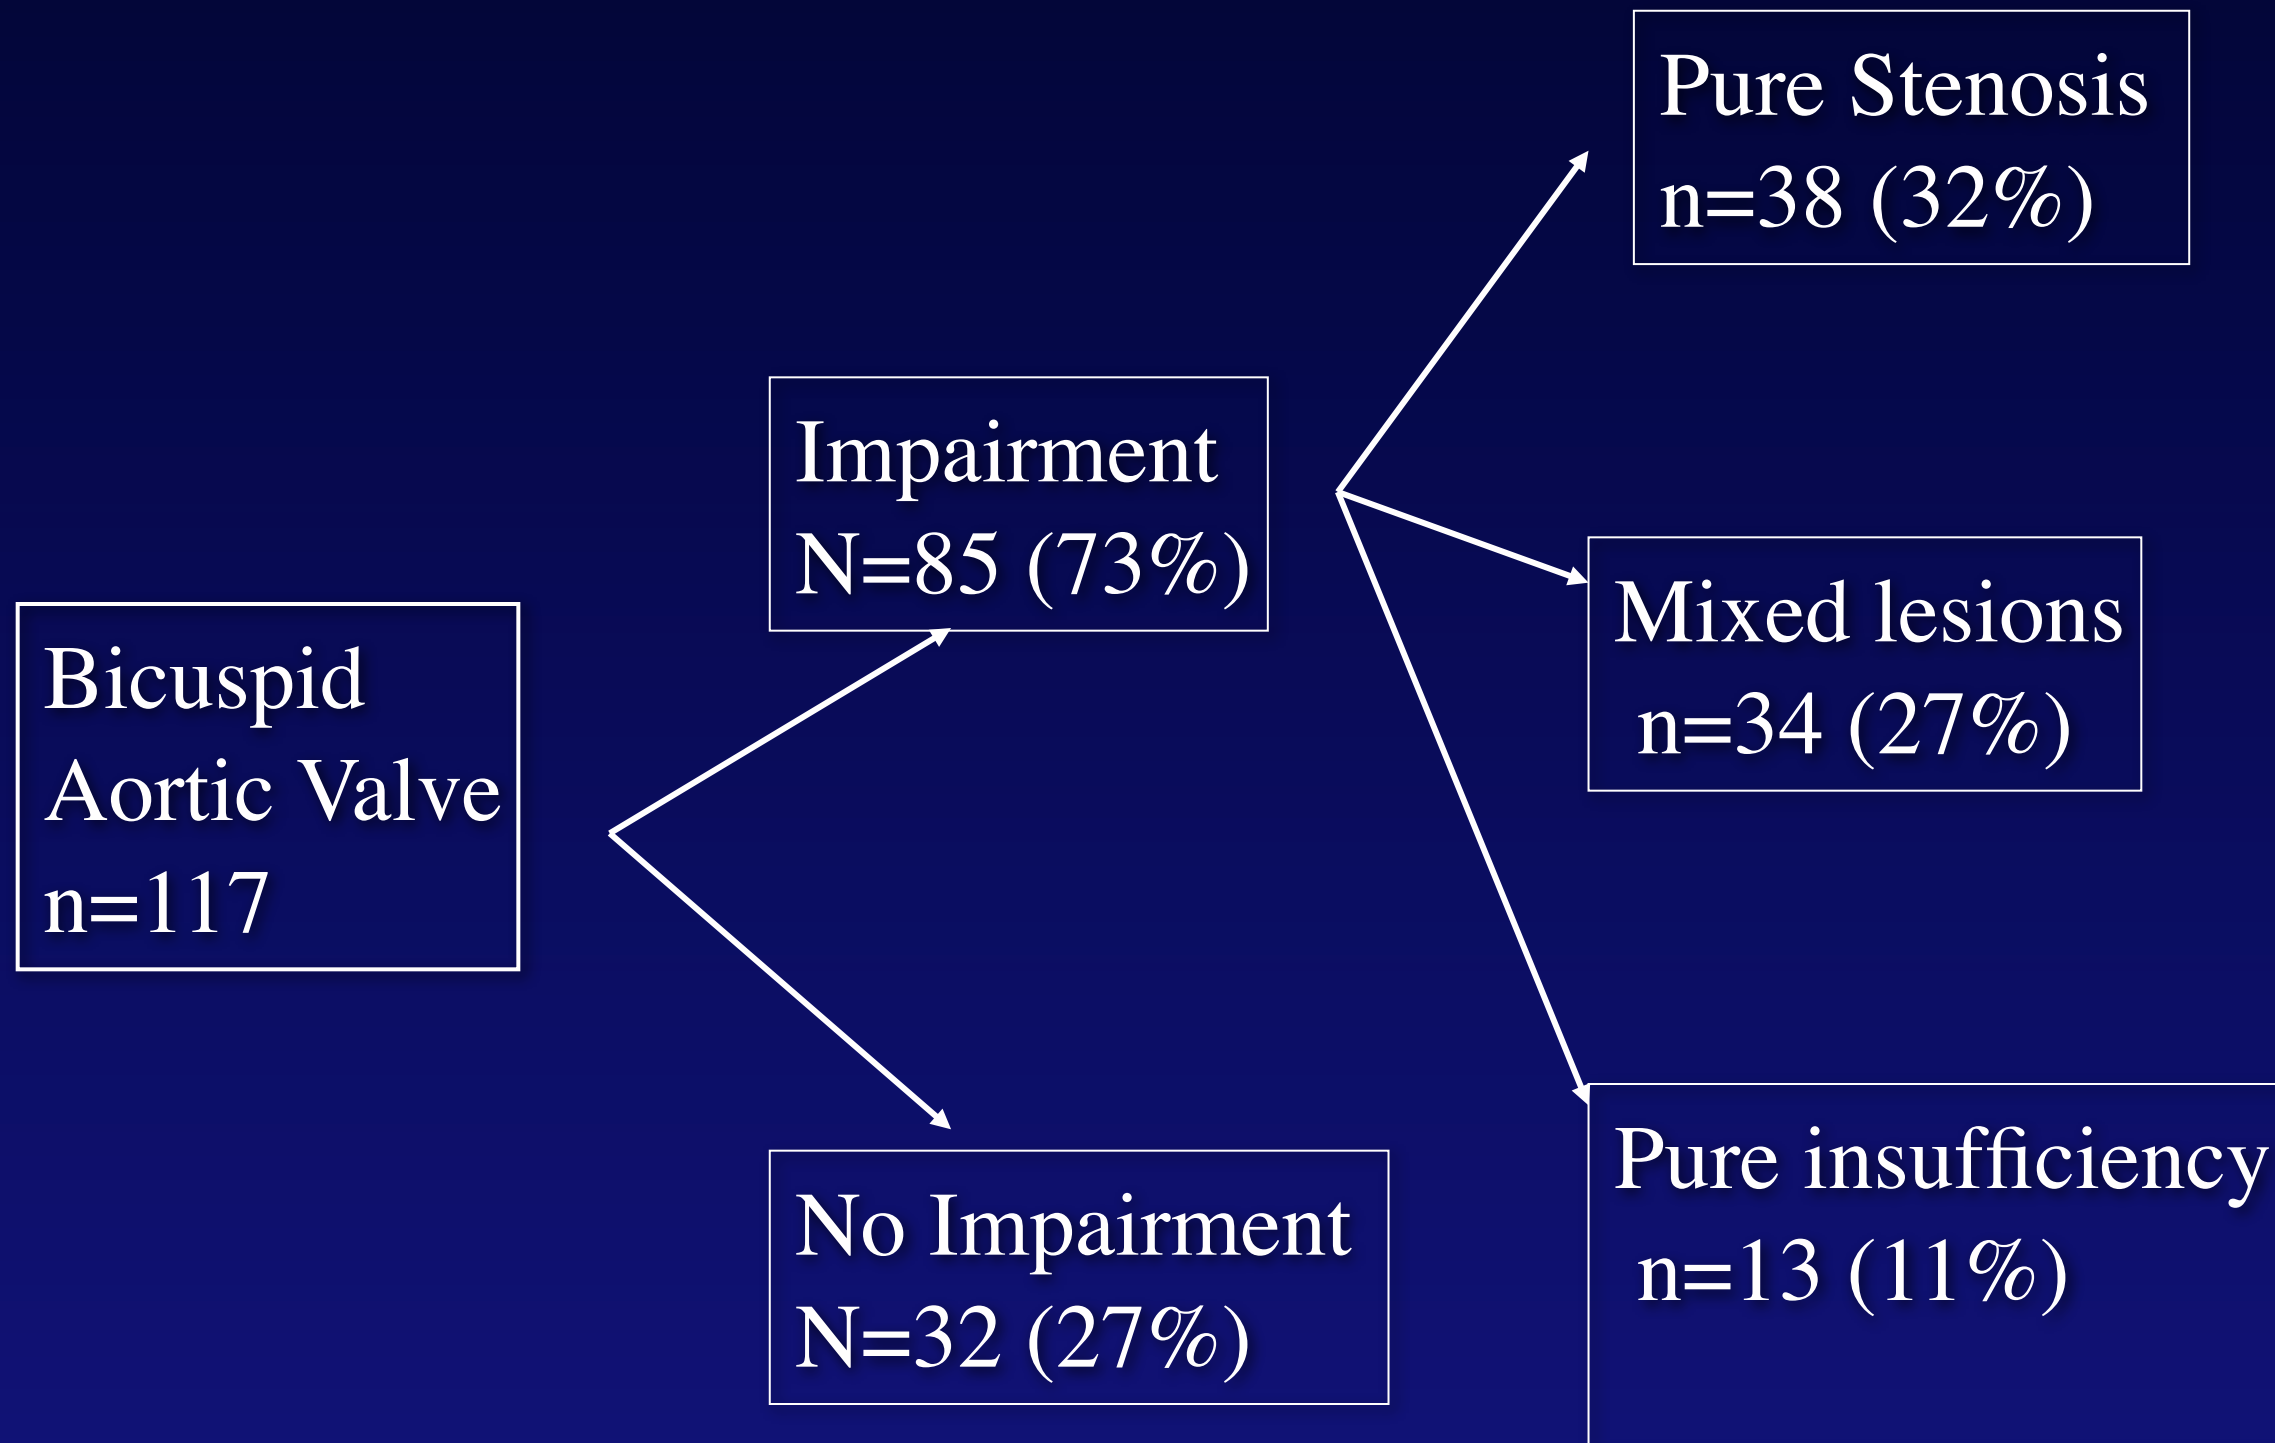 Bicuspid
Aortic Valve
n=117
Impairment
N=85 (73%)
No Impairment
N=32 (27%)
Pure Stenosis
n=38 (32%)
Mixed lesions
n=34 (27%)
Pure insufficiency
n=13 (11%)